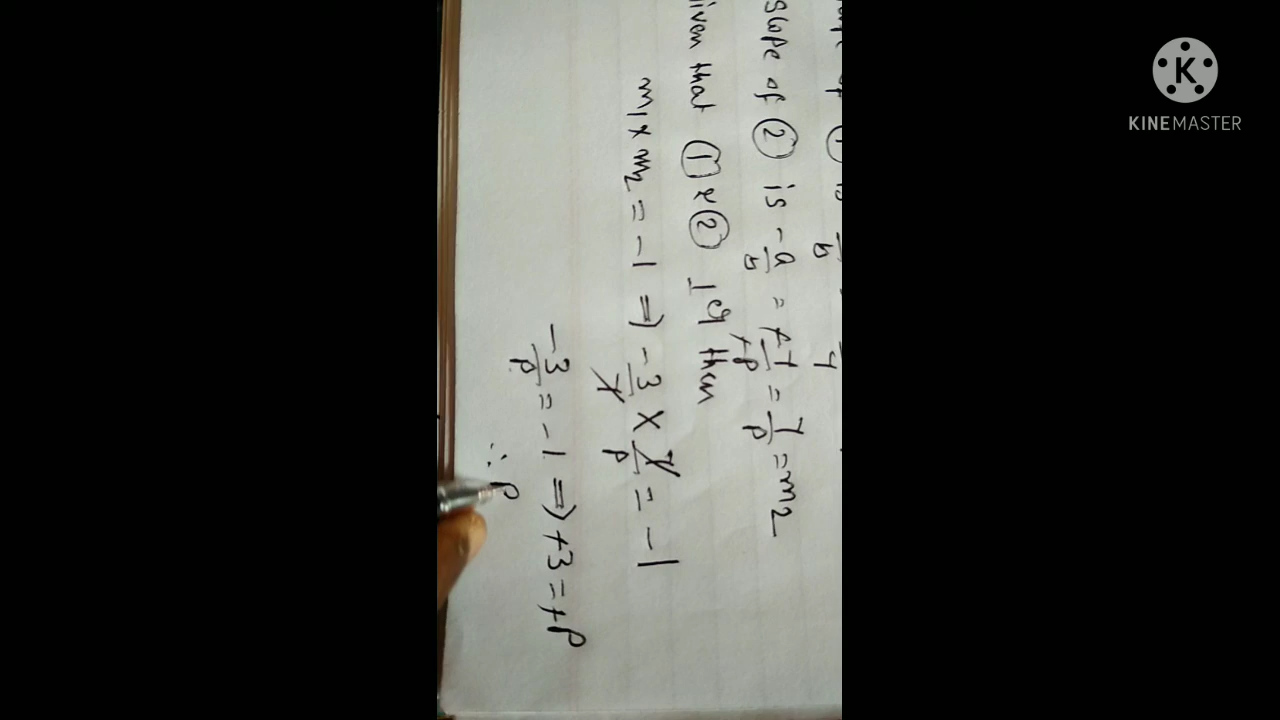 slope of ② is -a/b = +7/+p = 7/p = m2
given that ① & ② ⊥lr then
m1 × m2 = -1 ⇒ -3/7 × 7/p = -1
-3/p = -1 ⇒ +3 = +p
∴ p
KINEMASTER